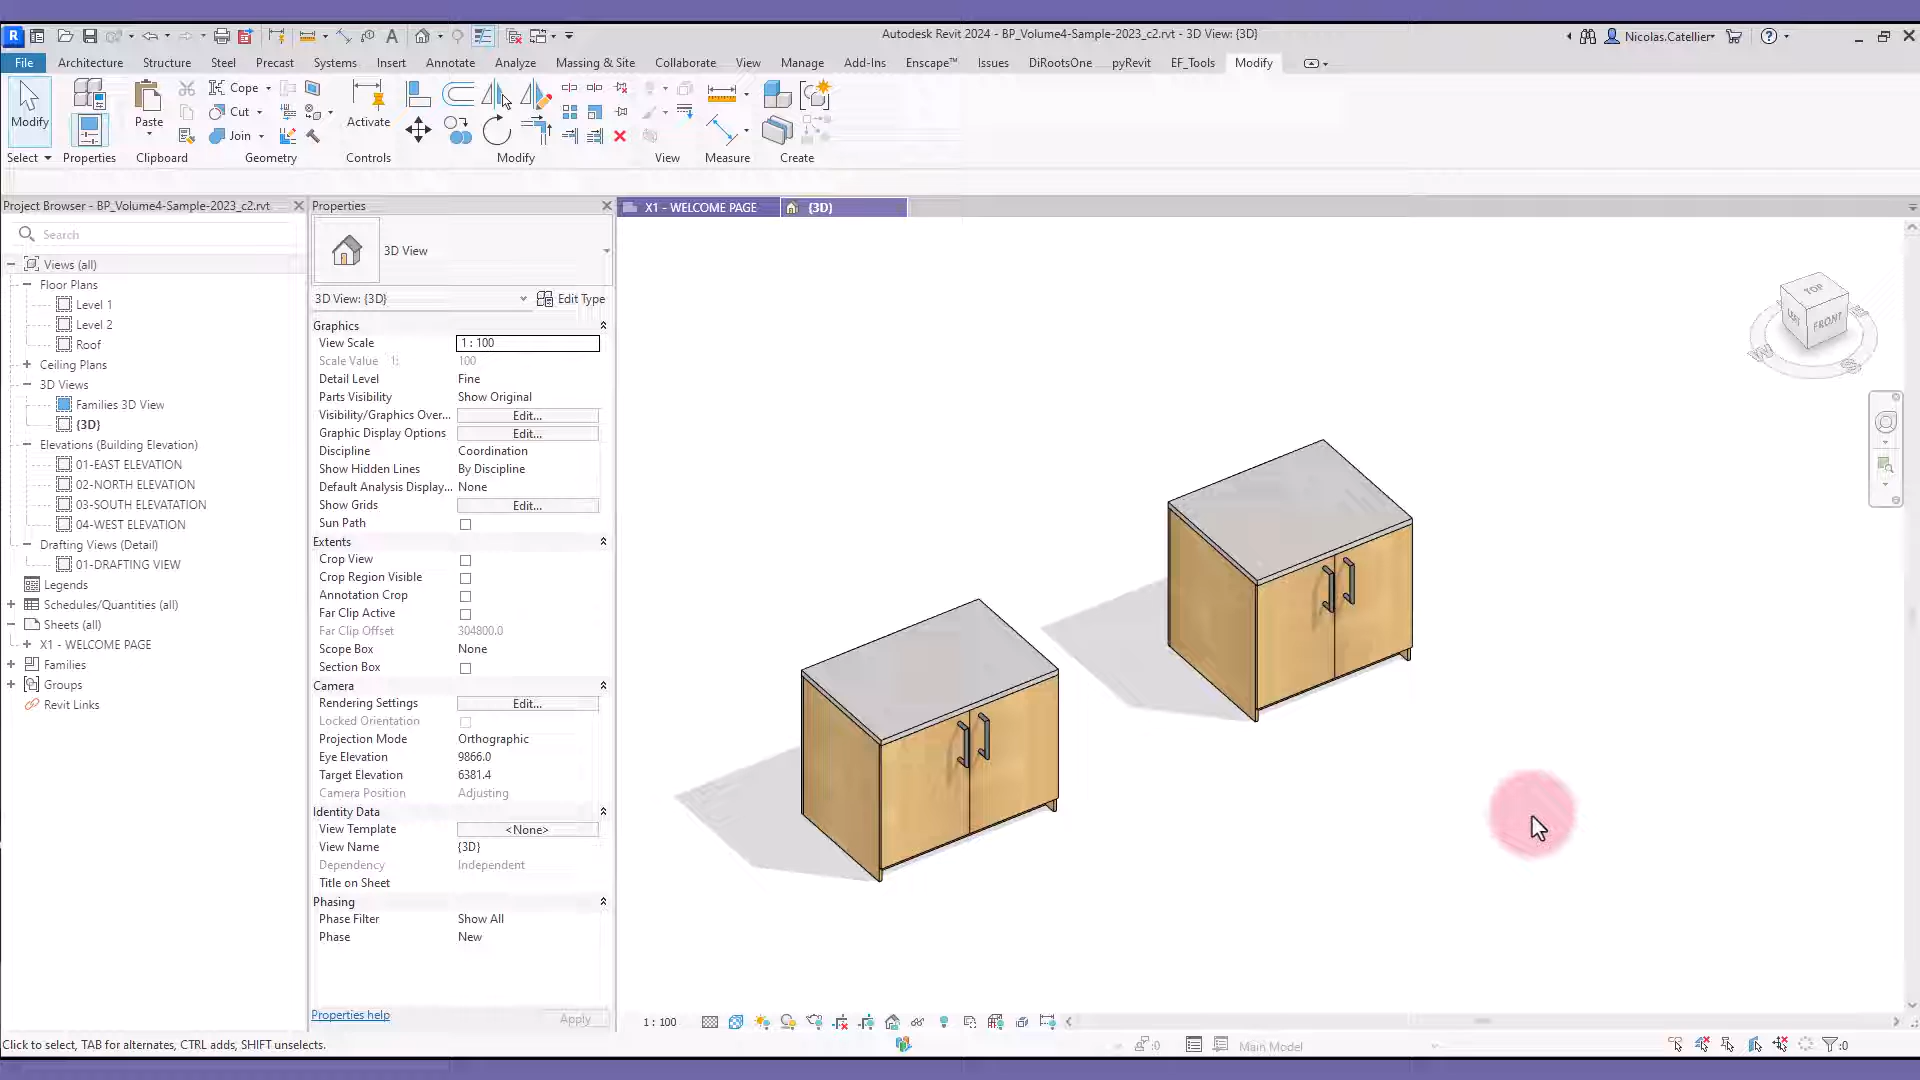 Autodesk Revit 2024 - BP_Volume4-Sample-2023_c2.rvt - 3D View: {3D}
Nicolas.Catellier
File Architecture Structure Steel Precast Systems Insert Annotate Analyze Massing & Site Collaborate View Manage Add-Ins Enscape™ Issues DiRootsOne pyRevit EF_Tools Modify
Cope
Modify Paste Cut Activate
Join
Select Properties Clipboard Geometry Controls Modify View Measure Create
Project Browser - BP_Volume4-Sample-2023_c2.rvt
Search
Views (all)
Floor Plans
Level 1
Level 2
Roof
Ceiling Plans
3D Views
Families 3D View
{3D}
Elevations (Building Elevation)
01-EAST ELEVATION
02-NORTH ELEVATION
03-SOUTH ELEVATATION
04-WEST ELEVATION
Drafting Views (Detail)
01-DRAFTING VIEW
Legends
Schedules/Quantities (all)
Sheets (all)
X1 - WELCOME PAGE
Families
Groups
Revit Links
Properties
3D View
3D View: {3D} Edit Type
Graphics
View Scale 1 : 100
Scale Value 1: 100
Detail Level Fine
Parts Visibility Show Original
Visibility/Graphics Over... Edit...
Graphic Display Options Edit...
Discipline Coordination
Show Hidden Lines By Discipline
Default Analysis Display... None
Show Grids Edit...
Sun Path
Extents
Crop View
Crop Region Visible
Annotation Crop
Far Clip Active
Far Clip Offset 304800.0
Scope Box None
Section Box
Camera
Rendering Settings Edit...
Locked Orientation
Projection Mode Orthographic
Eye Elevation 9866.0
Target Elevation 6381.4
Camera Position Adjusting
Identity Data
View Template <None>
View Name {3D}
Dependency Independent
Title on Sheet
Phasing
Phase Filter Show All
Phase New
Properties help Apply
X1 - WELCOME PAGE {3D}
TOP
LEFT FRONT
W S
1 : 100
Click to select, TAB for alternates, CTRL adds, SHIFT unselects.
:0 Main Model :0